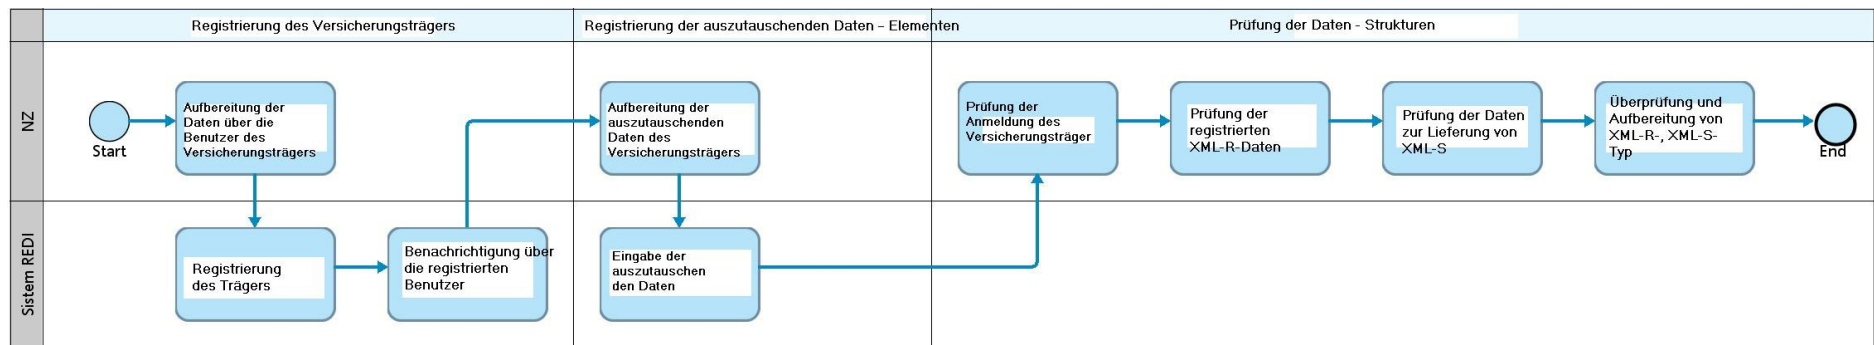 Registrierung des Versicherungsträgers
Registrierung der auszutauschenden Daten – Elementen
Prüfung der Daten - Strukturen
NZ
Start
Aufbereitung der
Daten über die
Benutzer des
Versicherungsträgers
Aufbereitung der
auszutauschenden
Daten des
Versicherungsträgers
Prüfung der
Anmeldung des
Versicherungsträger
Prüfung der
registrierten
XML-R-Daten
Prüfung der Daten
zur Lieferung von
XML-S
Überprüfung und
Aufbereitung von
XML-R-, XML-S-
Typ
End
Sistem REDI
Registrierung
des Trägers
Benachrichtigung über
die registrierten
Benutzer
Eingabe der
auszutauschen
den Daten